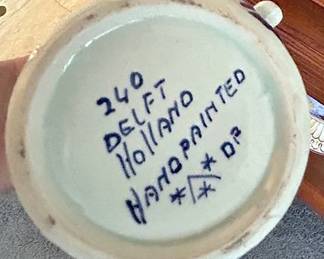 240
DELFT
HOLLAND
HANDPAINTED
* DP
*